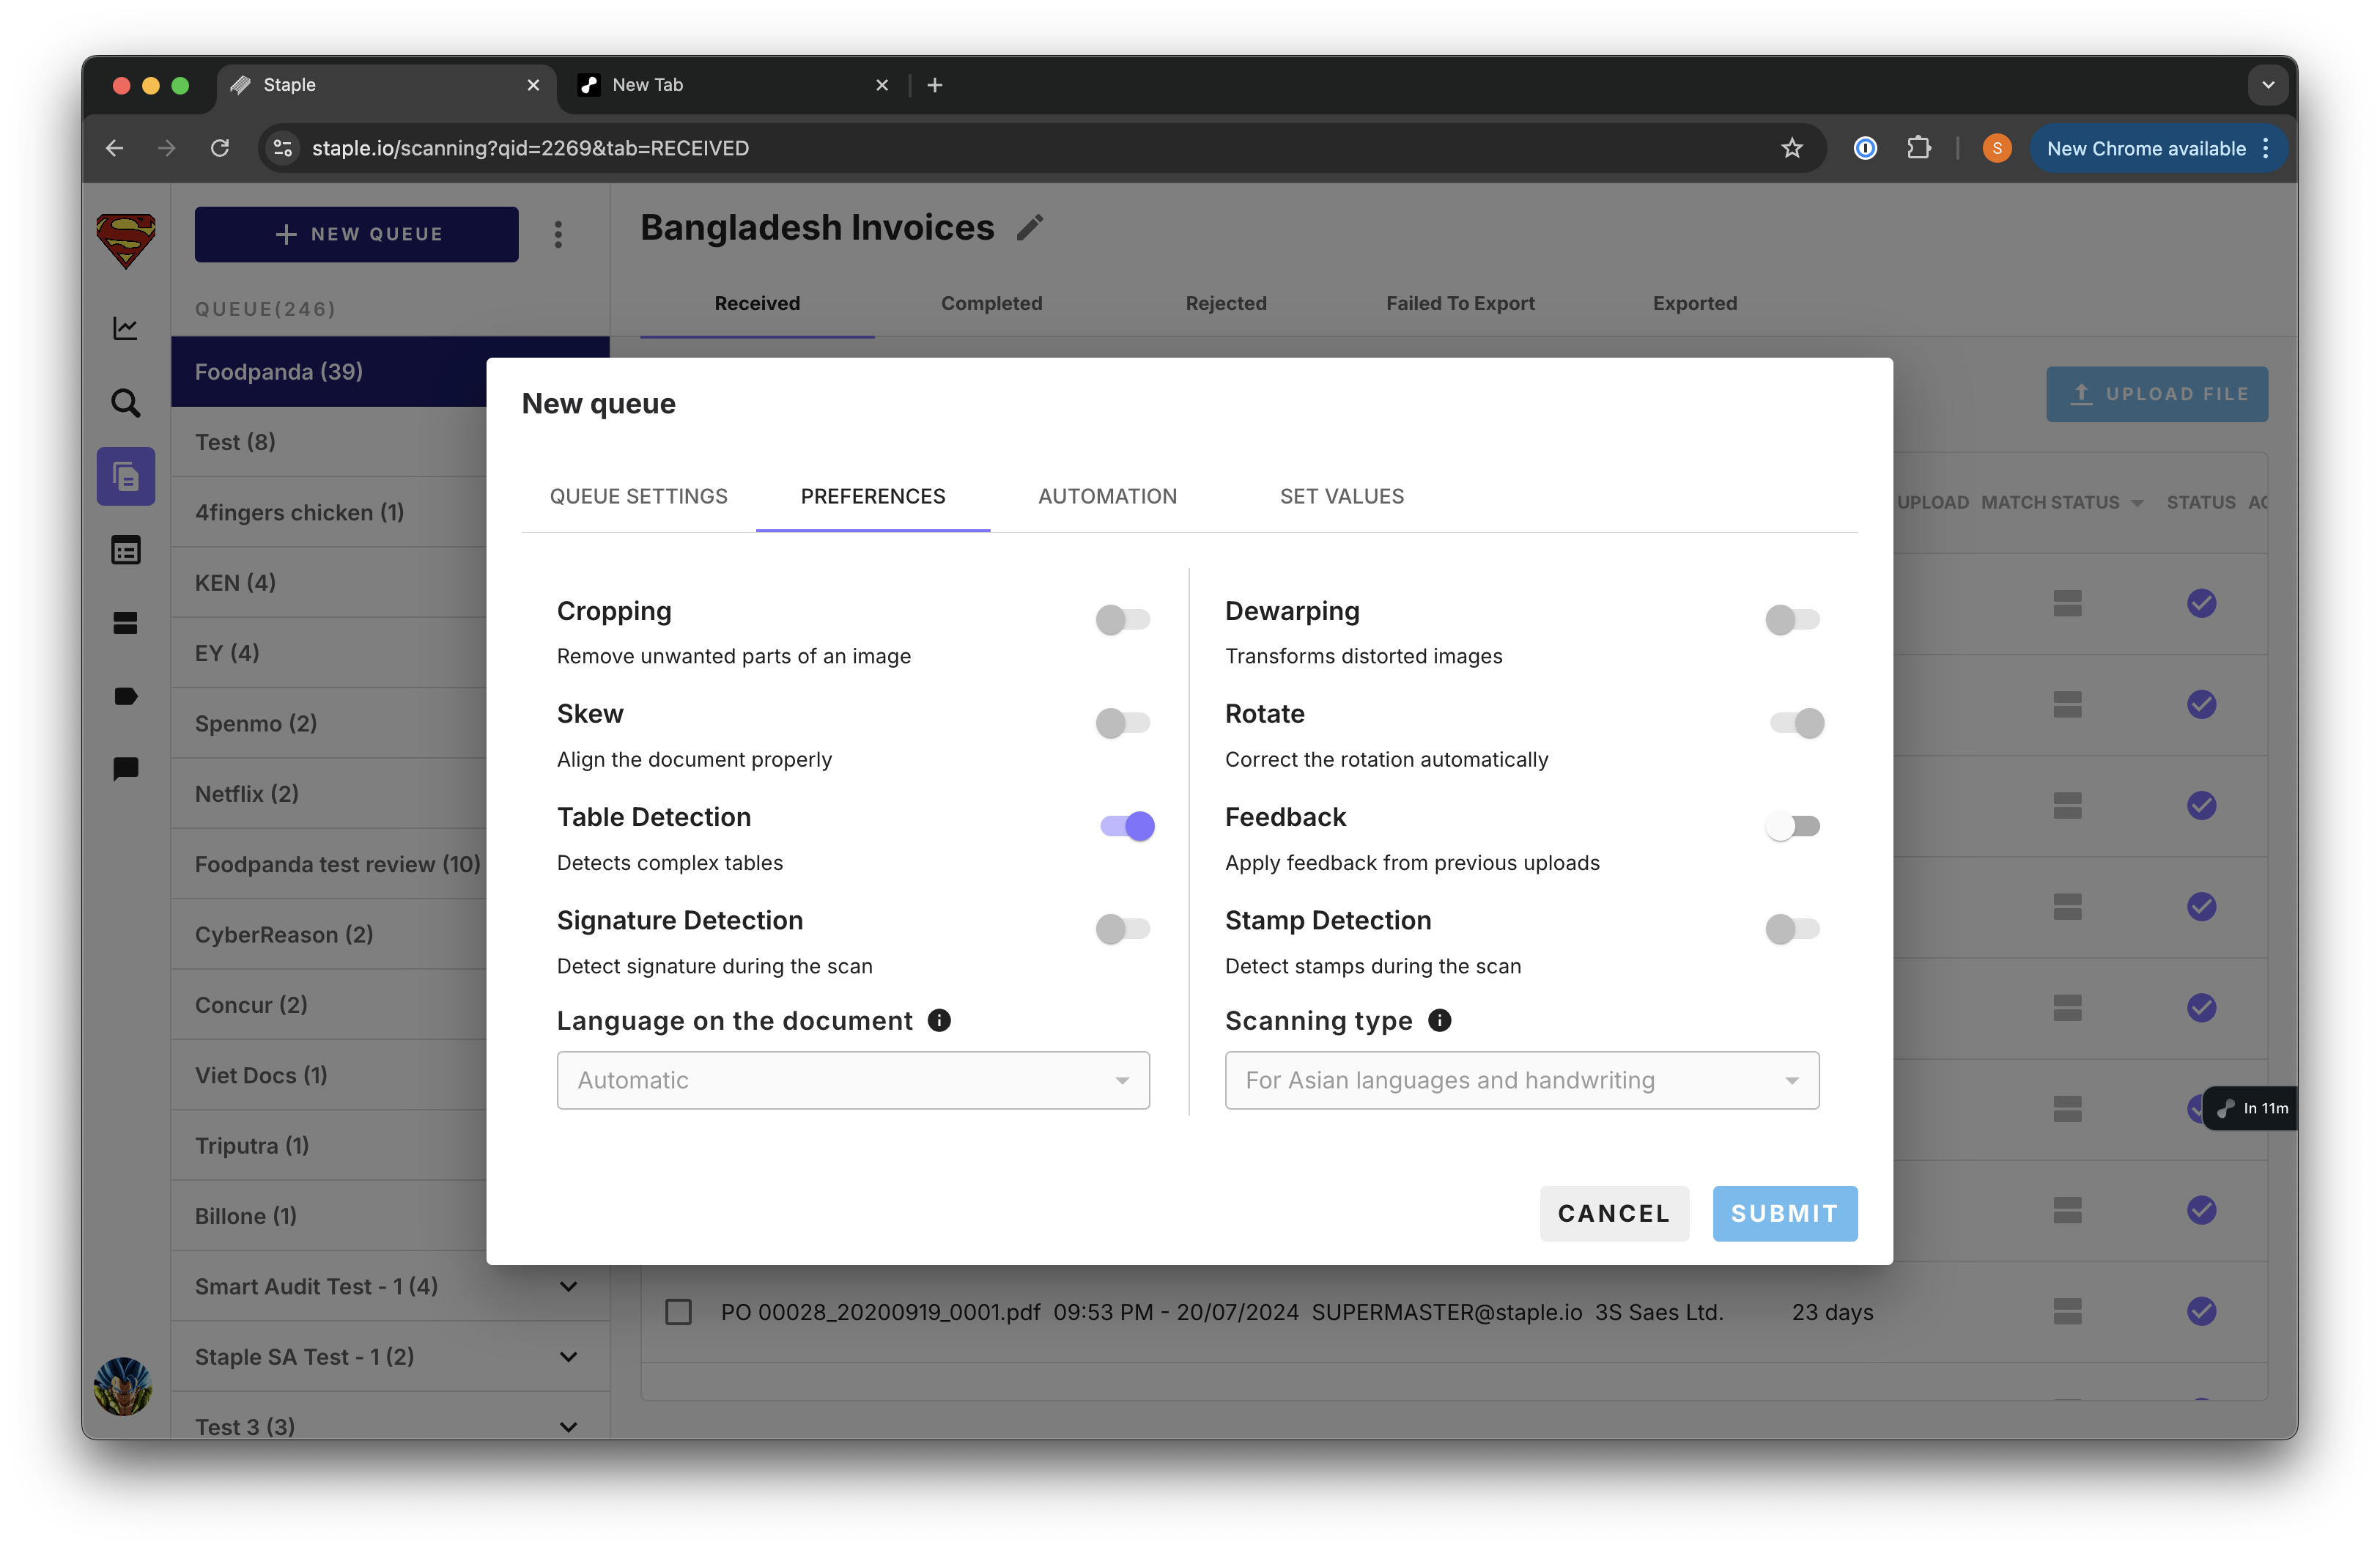 Staple
New Tab
staple.io/scanning?qid=2269&tab=RECEIVED
S
New Chrome available
NEW QUEUE
QUEUE(246)
Foodpanda (39)
Test (8)
4fingers chicken (1)
KEN (4)
EY (4)
Spenmo (2)
Netflix (2)
Foodpanda test review (10)
CyberReason (2)
Concur (2)
Viet Docs (1)
Triputra (1)
Billone (1)
Smart Audit Test - 1 (4)
Staple SA Test - 1 (2)
Test 3 (3)
Bangladesh Invoices
Received Completed Rejected Failed To Export Exported
UPLOAD FILE
UPLOAD MATCH STATUS STATUS
New queue
QUEUE SETTINGS PREFERENCES AUTOMATION SET VALUES
Cropping
Remove unwanted parts of an image
Skew
Align the document properly
Table Detection
Detects complex tables
Signature Detection
Detect signature during the scan
Language on the document
Automatic
Dewarping
Transforms distorted images
Rotate
Correct the rotation automatically
Feedback
Apply feedback from previous uploads
Stamp Detection
Detect stamps during the scan
Scanning type
For Asian languages and handwriting
CANCEL SUBMIT
In 11m
PO 00028_20200919_0001.pdf 09:53 PM - 20/07/2024 SUPERMASTER@staple.io 3S Saes Ltd. 23 days